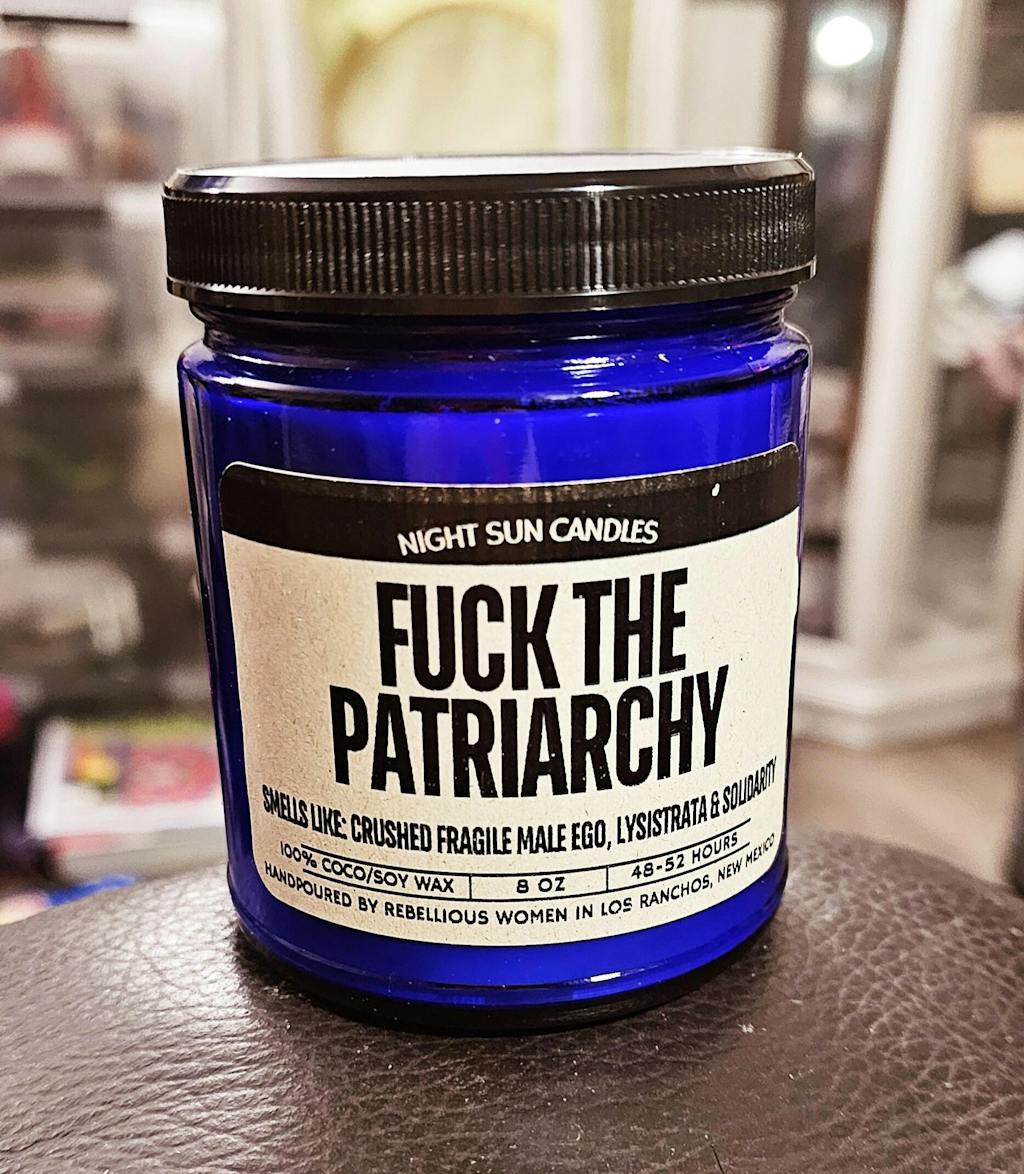 NIGHT SUN CANDLES
FUCK THE
PATRIARCHY
SMELLS LIKE: CRUSHED FRAGILE MALE EGO, LYSISTRATA & SOLIDARITY
100% COCO/SOY WAX 8 OZ 48-52 HOURS
HANDPOURED BY REBELLIOUS WOMEN IN LOS RANCHOS, NEW MEXICO